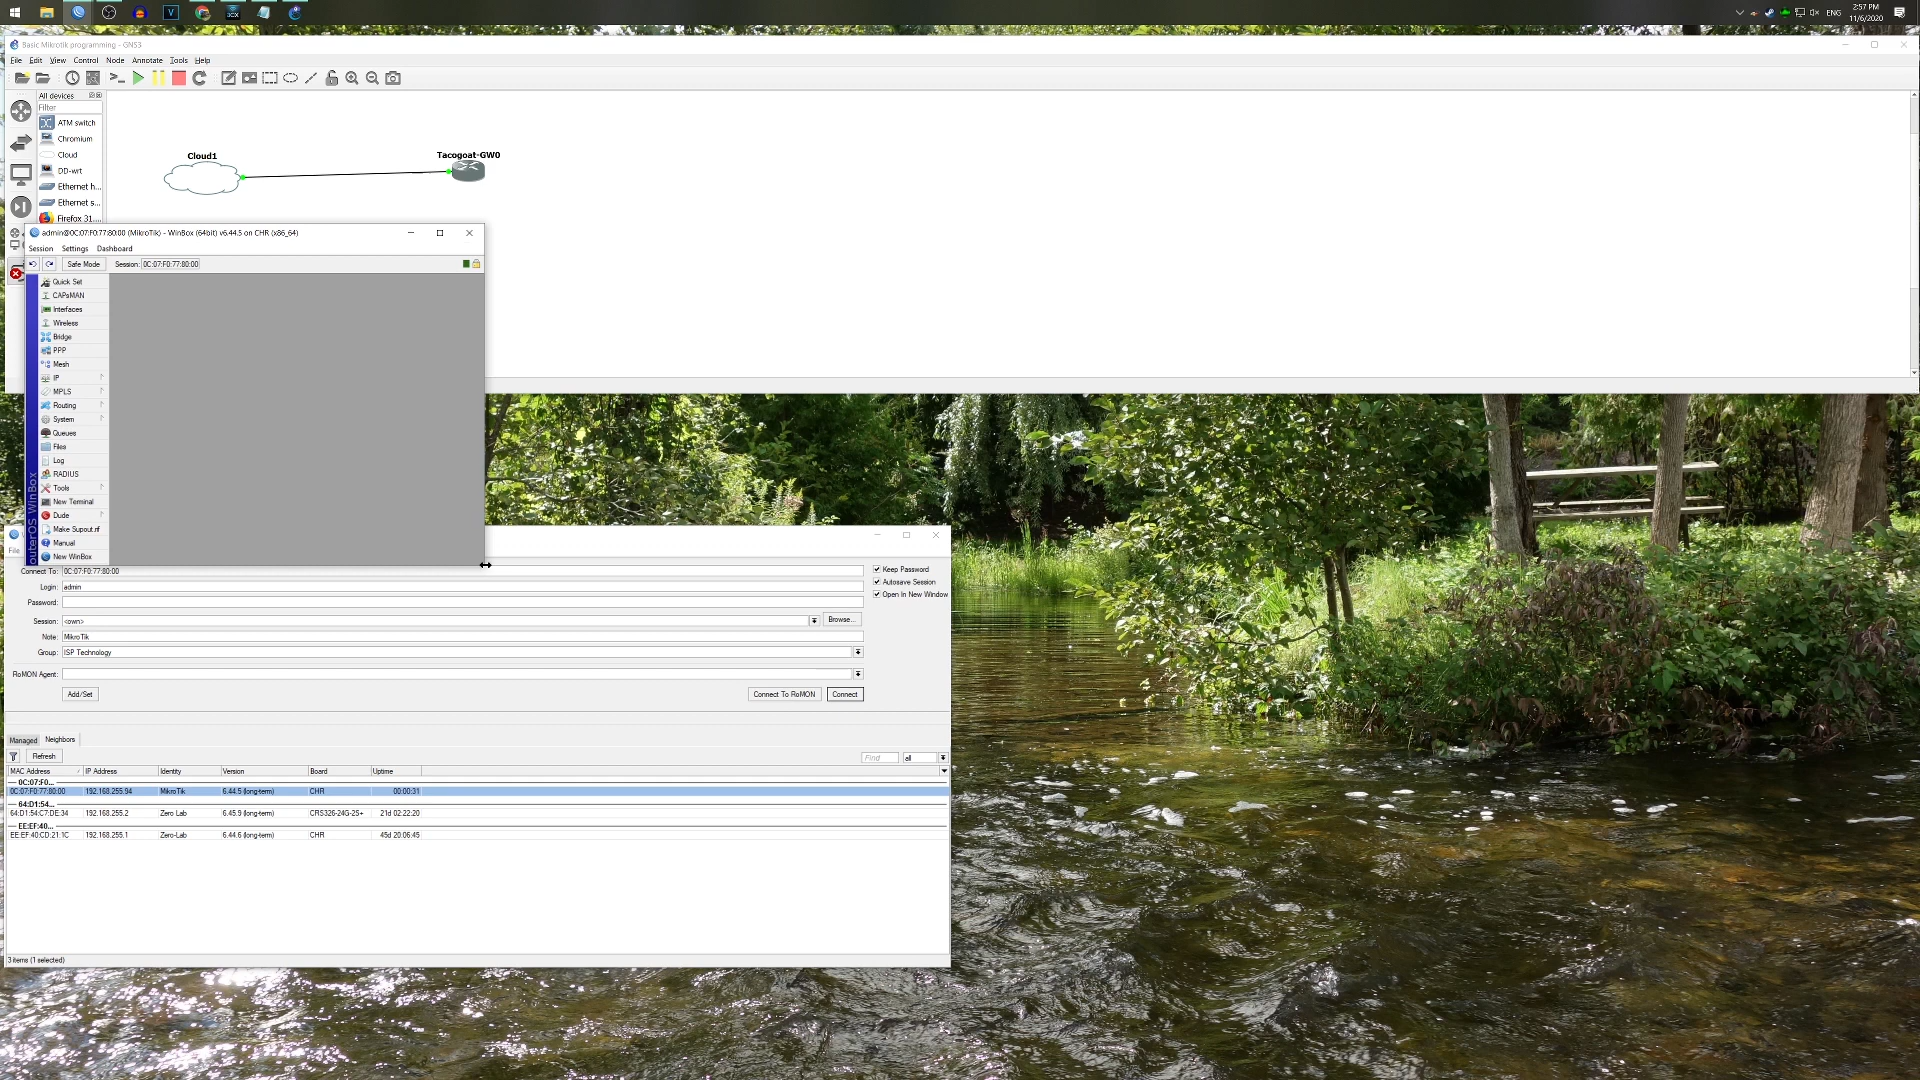 2:57 PM
ENG
11/6/2020
Basic Mikrotik programming - GNS3
File Edit View Control Node Annotate Tools Help
All devices
Filter
ATM switch
Chromium
Cloud
DD-wrt
Ethernet h...
Ethernet s...
Firefox 31....
Cloud1
Tacogoat-GW0
admin@0C:07:F0:77:80:00 (MikroTik) - WinBox (64bit) v6.44.5 on CHR (x86_64)
Session Settings Dashboard
Safe Mode Session: 0C:07:F0:77:80:00
Quick Set
CAPsMAN
Interfaces
Wireless
Bridge
PPP
Mesh
IP
MPLS
Routing
System
Queues
Files
Log
RADIUS
Tools
New Terminal
Dude
Make Supout.rif
Manual
New WinBox
outerOS WinBox
File
Connect To: 0C:07:F0:77:80:00
Login: admin
Password:
Session: <own>
Browse...
Note: MikroTik
Group: ISP Technology
RoMON Agent:
Keep Password
Autosave Session
Open In New Window
Add/Set
Connect To RoMON
Connect
Managed Neighbors
Refresh
Find
all
MAC Address IP Address Identity Version Board Uptime
0C:07:F0...
0C:07:F0:77:80:00 192.168.255.94 MikroTik 6.44.5 (long-term) CHR 00:00:31
64:D1:54...
64:D1:54:C7:DE:34 192.168.255.2 Zero Lab 6.45.9 (long-term) CRS326-24G-2S+ 21d 02:22:20
EE:EF:40...
EE:EF:40:CD:21:1C 192.168.255.1 Zero-Lab 6.44.6 (long-term) CHR 45d 20:06:45
3 items (1 selected)